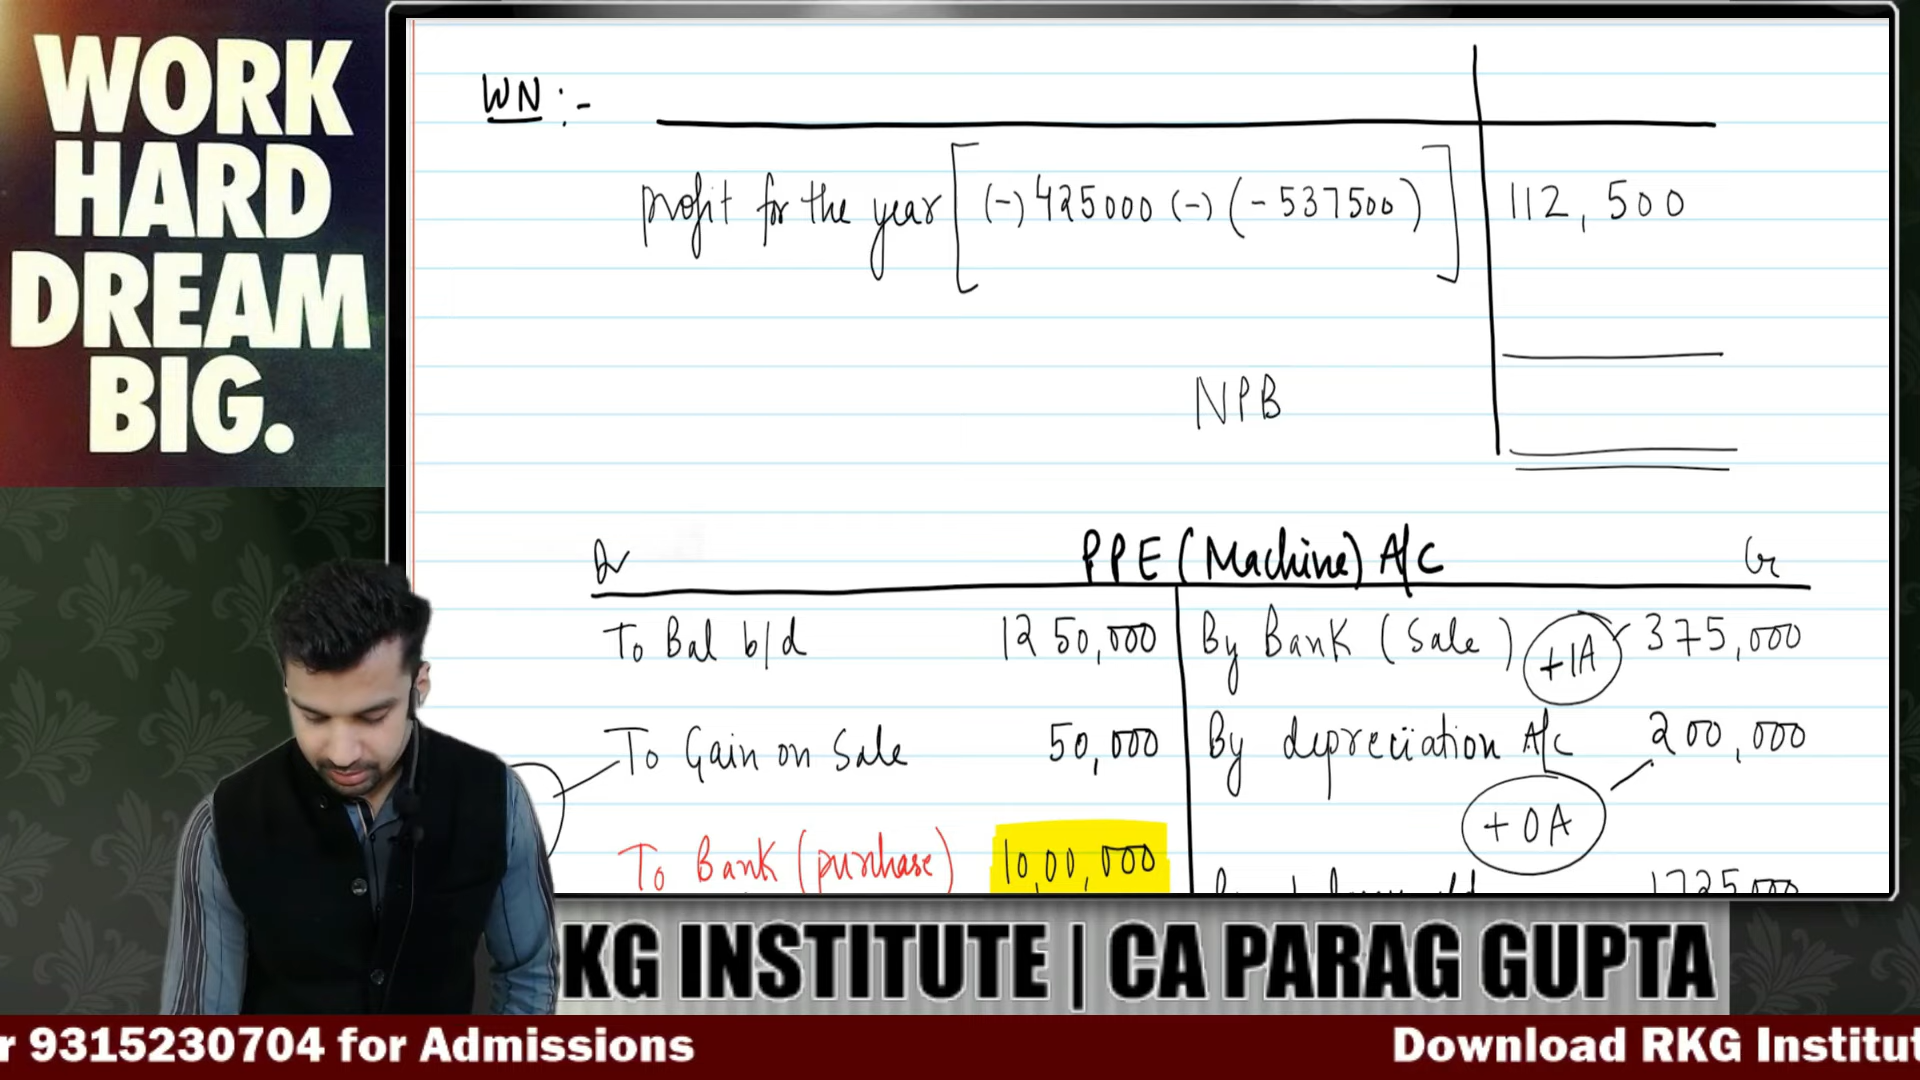 WORK
HARD
DREAM
BIG.
WN :-
profit for the year [(-) 425000 (-) (-537500)] 112,500
NPB
Dr PPE (Machine) A/C Cr
To Bal b/d 1250,000 By Bank (Sale) +IA 375,000
To Gain on Sale 50,000 By depreciation A/c 200,000
+OA
To Bank (purchase) 10,00,000
KG INSTITUTE | CA PARAG GUPTA
r 9315230704 for Admissions Download RKG Institut